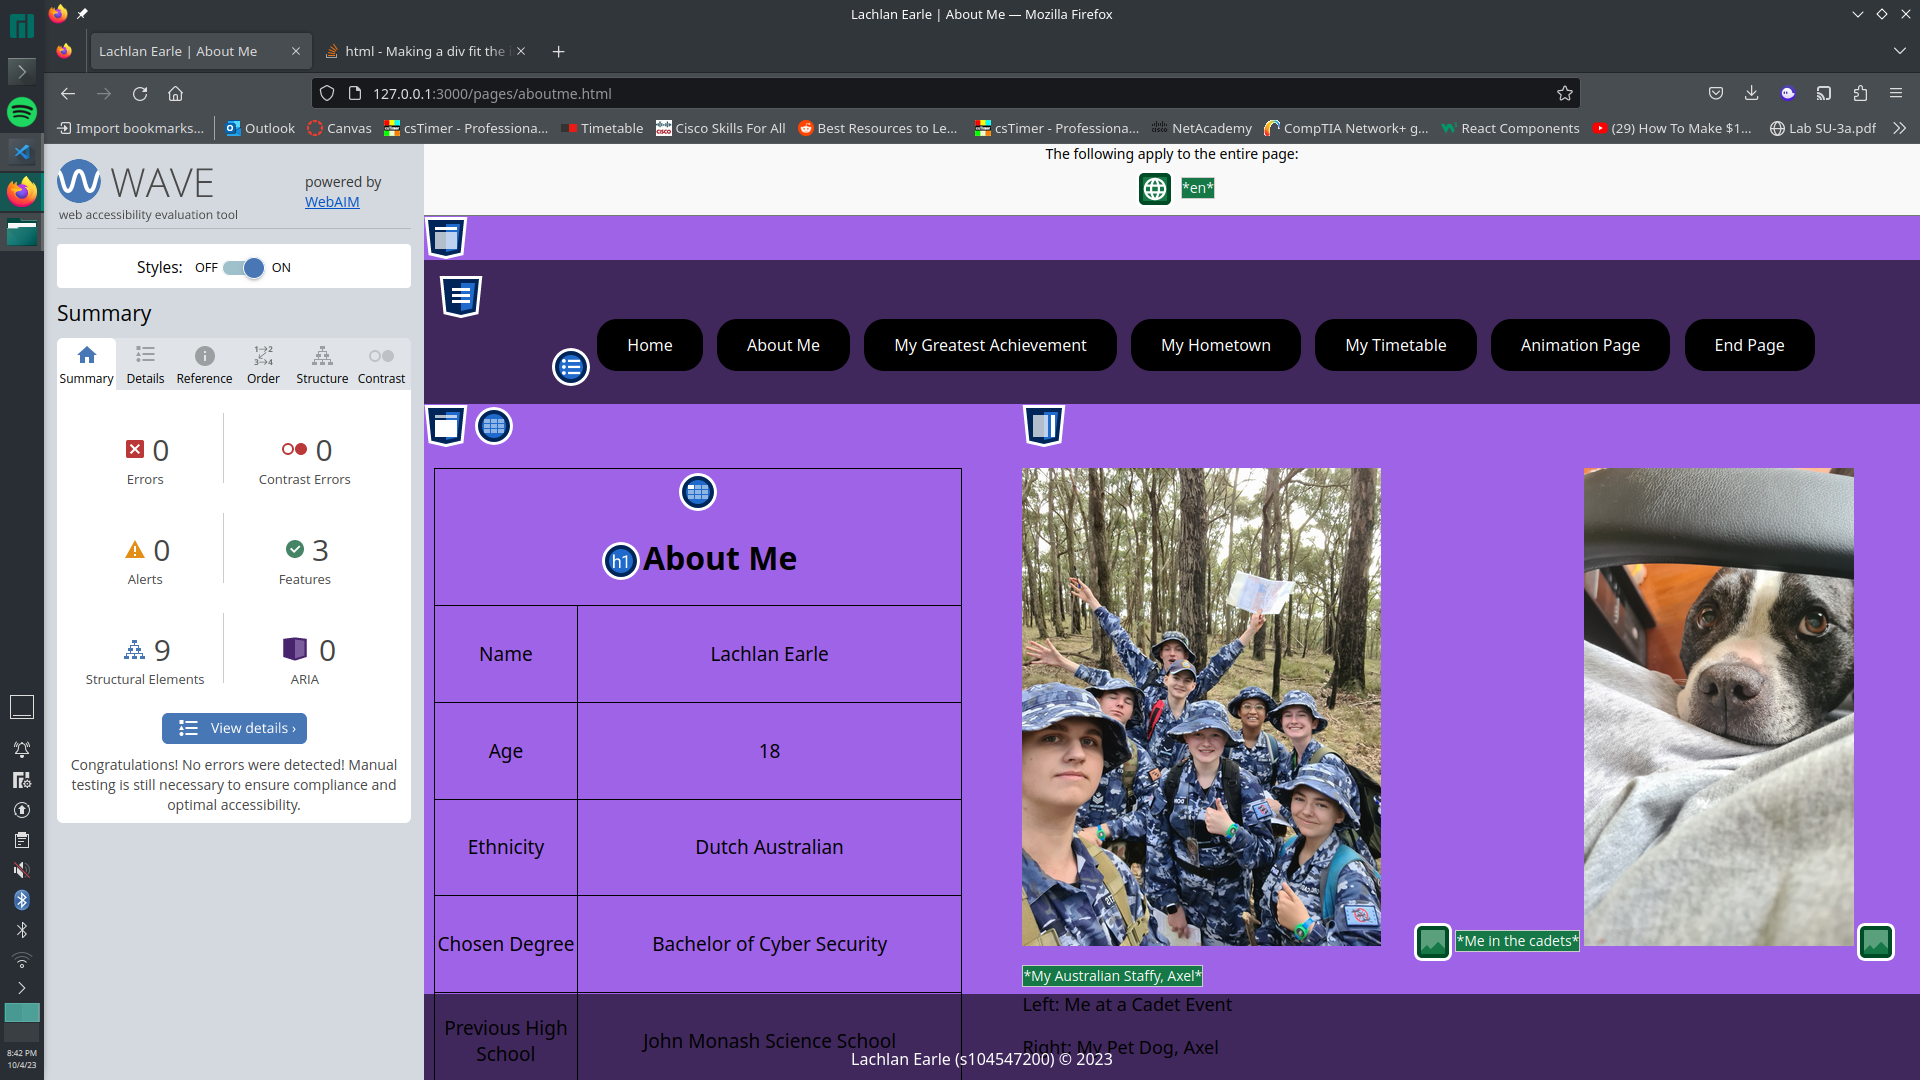 Lachlan Earle | About Me — Mozilla Firefox
Lachlan Earle | About Me
html - Making a div fit the i
127.0.0.1:3000/pages/aboutme.html
Import bookmarks...
Outlook
Canvas
csTimer - Professiona...
Timetable
Cisco Skills For All
Best Resources to Le...
csTimer - Professiona...
NetAcademy
CompTIA Network+ g...
React Components
(29) How To Make $1...
Lab SU-3a.pdf
WAVE
powered by
WebAIM
web accessibility evaluation tool
Styles: OFF ON
Summary
Summary Details Reference Order Structure Contrast
0
Errors
0
Contrast Errors
0
Alerts
3
Features
9
Structural Elements
0
ARIA
View details ›
Congratulations! No errors were detected! Manual
testing is still necessary to ensure compliance and
optimal accessibility.
The following apply to the entire page:
*en*
Home
About Me
My Greatest Achievement
My Hometown
My Timetable
Animation Page
End Page
h1 About Me
Name Lachlan Earle
Age 18
Ethnicity Dutch Australian
Chosen Degree Bachelor of Cyber Security
Previous High
School
John Monash Science School
*Me in the cadets*
*My Australian Staffy, Axel*
Left: Me at a Cadet Event
Right: My Pet Dog, Axel
Lachlan Earle (s104547200) © 2023
8:42 PM
10/4/23